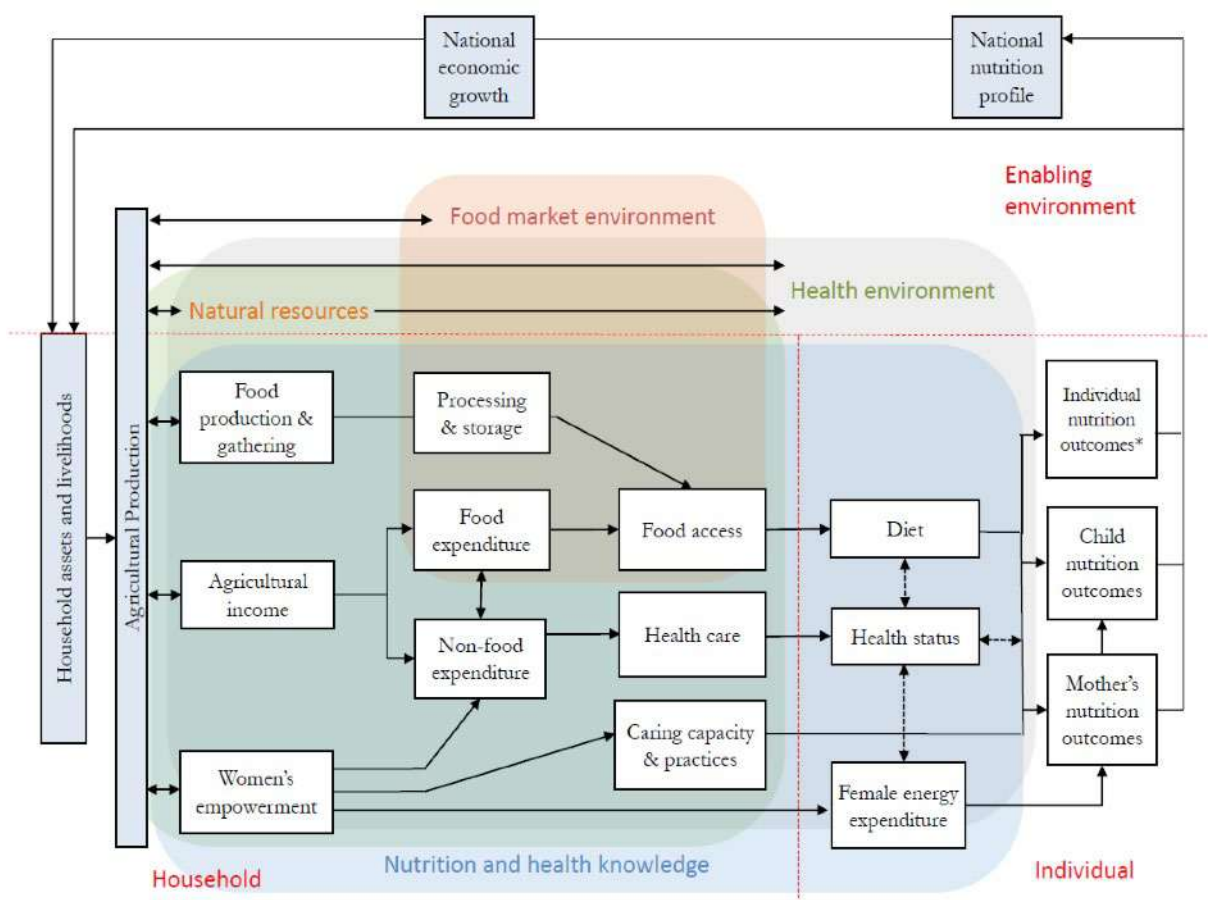 National
economic
growth
National
nutrition
profile
Enabling
environment
Food market environment
Health environment
Natural resources
Household assets and livelihoods
Agricultural Production
Food
production &
gathering
Processing
& storage
Individual
nutrition
outcomes*
Food
expenditure
Food access
Diet
Child
nutrition
outcomes
Agricultural
income
Non-food
expenditure
Health care
Health status
Mother's
nutrition
outcomes
Caring capacity
& practices
Women's
empowerment
Female energy
expenditure
Nutrition and health knowledge
Household
Individual